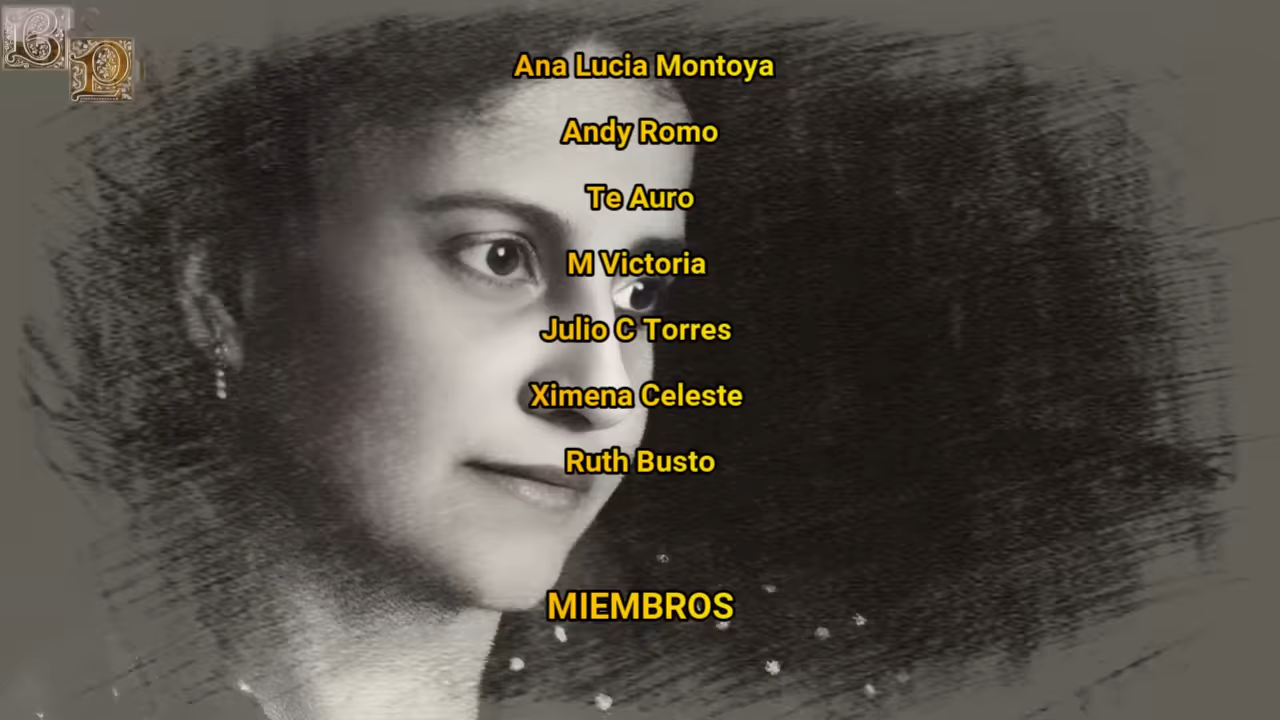 B
P
Ana Lucia Montoya
Andy Romo
Te Auro
M Victoria
Julio C Torres
Ximena Celeste
Ruth Busto
MIEMBROS